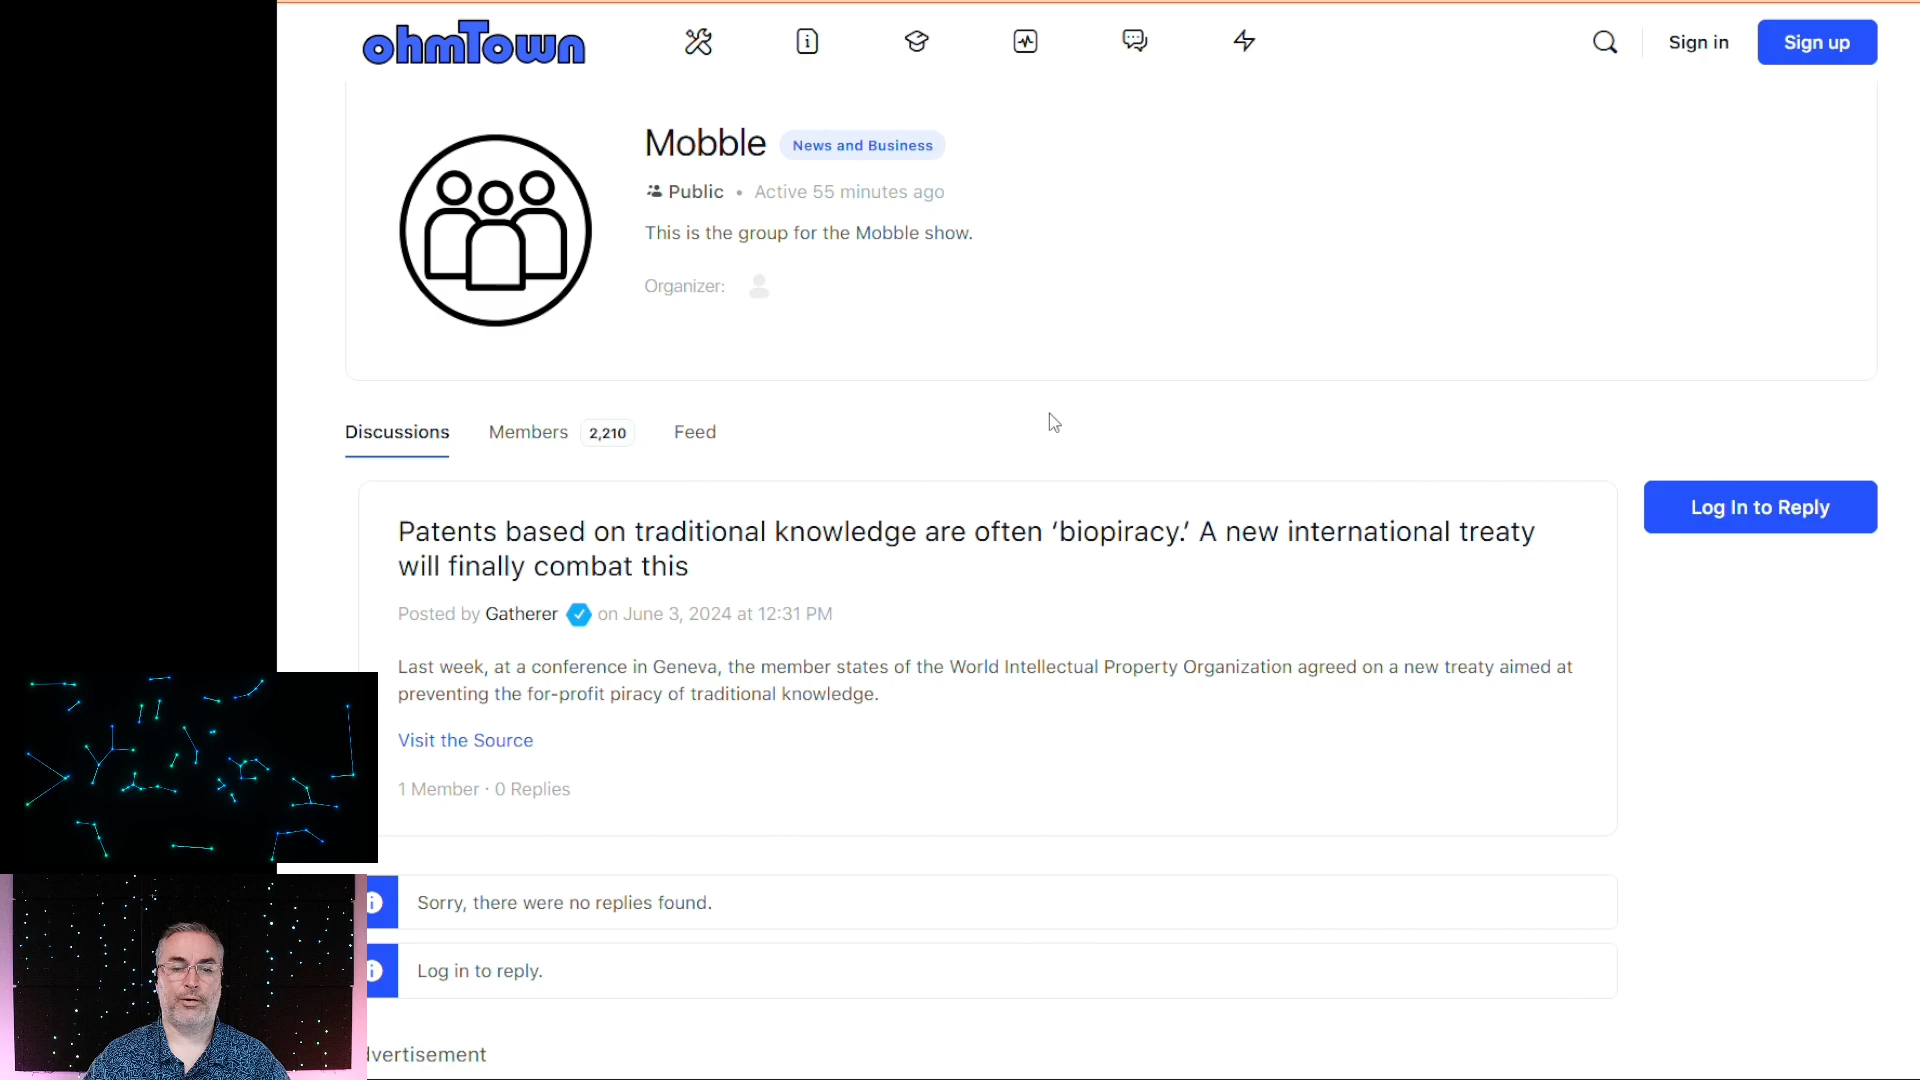 ohmTown
Sign in
Sign up
Mobble
News and Business
Public • Active 55 minutes ago
This is the group for the Mobble show.
Organizer:
Discussions
Members 2,210
Feed
Patents based on traditional knowledge are often ‘biopiracy.’ A new international treaty
will finally combat this
Log In to Reply
Posted by Gatherer on June 3, 2024 at 12:31 PM
Last week, at a conference in Geneva, the member states of the World Intellectual Property Organization agreed on a new treaty aimed at
preventing the for-profit piracy of traditional knowledge.
Visit the Source
1 Member · 0 Replies
Sorry, there were no replies found.
Log in to reply.
dvertisement